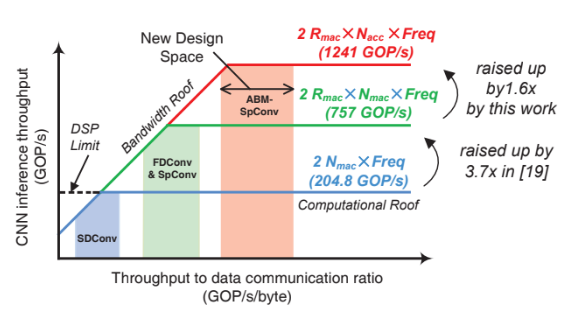 New Design
Space
2 Rmac×Nacc×Freq
(1241 GOP/s)
raised up
by1.6x
by this work
Bandwidth Roof
ABM-
SpConv
2 Rmac×Nmac×Freq
(757 GOP/s)
DSP
Limit
FDConv
& SpConv
2 Nmac×Freq
(204.8 GOP/s)
raised up by
3.7x in [19]
Computational Roof
SDConv
CNN inference throughput
(GOP/s)
Throughput to data communication ratio
(GOP/s/byte)